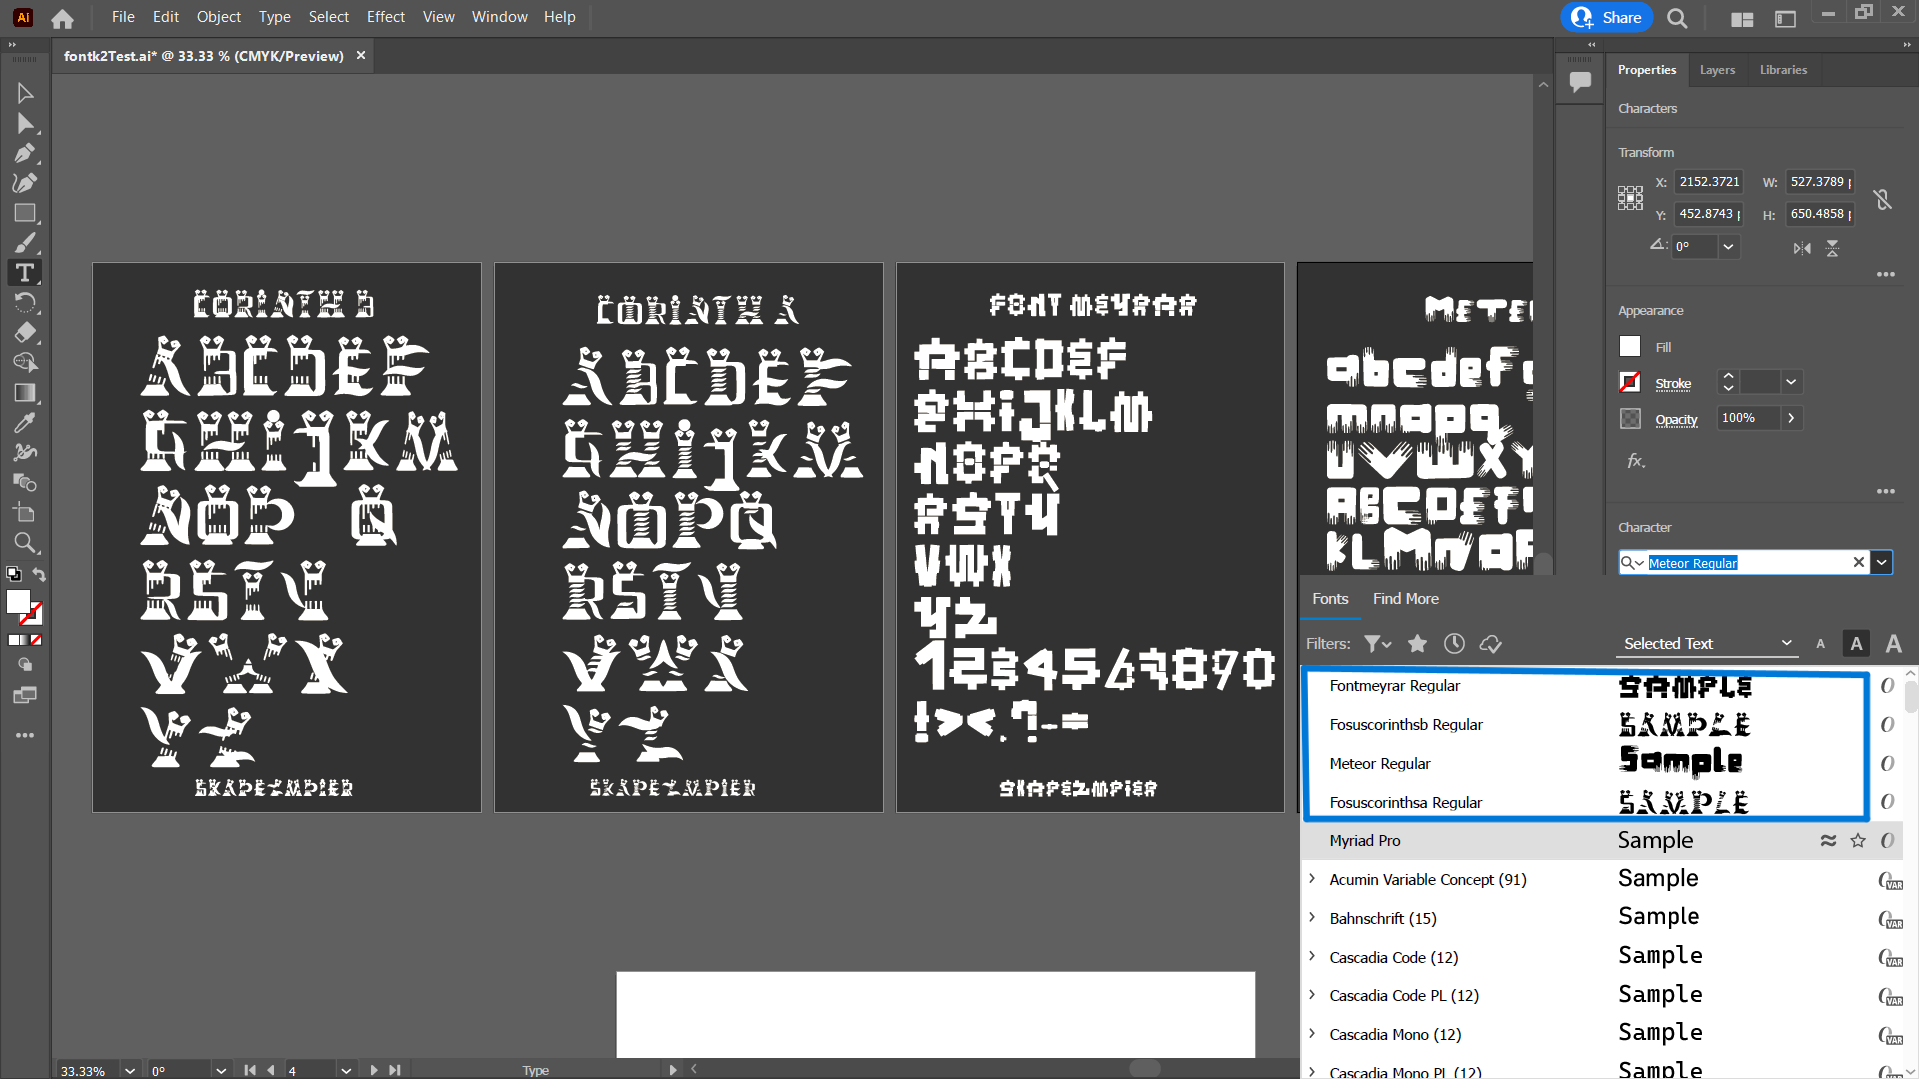 Ai
File Edit Object Type Select Effect View Window Help
Share
fontk2Test.ai* @ 33.33 % (CMYK/Preview) ×
CORINTH B
ABCDEF
GHIJKLM
NOP Q
RSTU
VWX
YZ
SKAPEZMPIER
CORINTH A
ABCDEF
GHIJKLM
NOPQ
RSTU
VWX
YZ
SKAPEZMPIER
FONT MEYRAR
ABCDEF
GHIJKLM
NOPQ
RSTU
VWX
YZ
1234567890
!><.?-=
SKAPEZMPIER
METE
abcdef
mnopq
ABCDEF
KLMNOP
Properties Layers Libraries
Characters
Transform
X: 2152.3721 W: 527.3789 p
Y: 452.8743 p H: 650.4858 p
0°
Appearance
Fill
Stroke
Opacity 100%
fx.
Character
Meteor Regular
Fonts Find More
Filters: Selected Text A A A
Fontmeyrar Regular SAMPLE
Fosuscorinthsb Regular SAMPLE
Meteor Regular Sample
Fosuscorinthsa Regular SAMPLE
Myriad Pro Sample
Acumin Variable Concept (91) Sample
Bahnschrift (15) Sample
Cascadia Code (12) Sample
Cascadia Code PL (12) Sample
Cascadia Mono (12) Sample
Cascadia Mono PL (12) Sample
33.33% 0° 4 Type